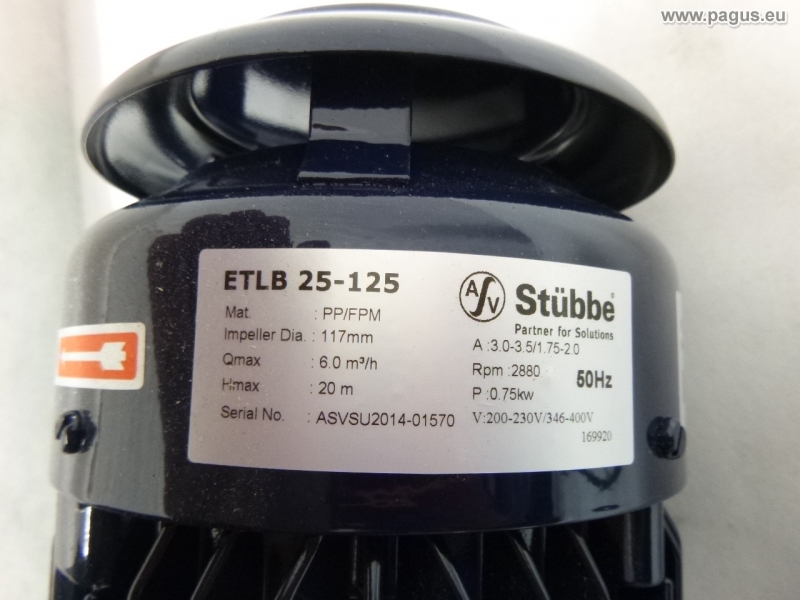 www.pagus.eu
ETLB 25-125
Mat. : PP/FPM
Impeller Dia. : 117mm
Qmax : 6.0 m³/h
Hmax : 20 m
Serial No. : ASVSU2014-01570
ASV Stübbe®
Partner for Solutions
A :3.0-3.5/1.75-2.0
Rpm :2880 50Hz
P :0.75kw
V:200-230V/346-400V
169920